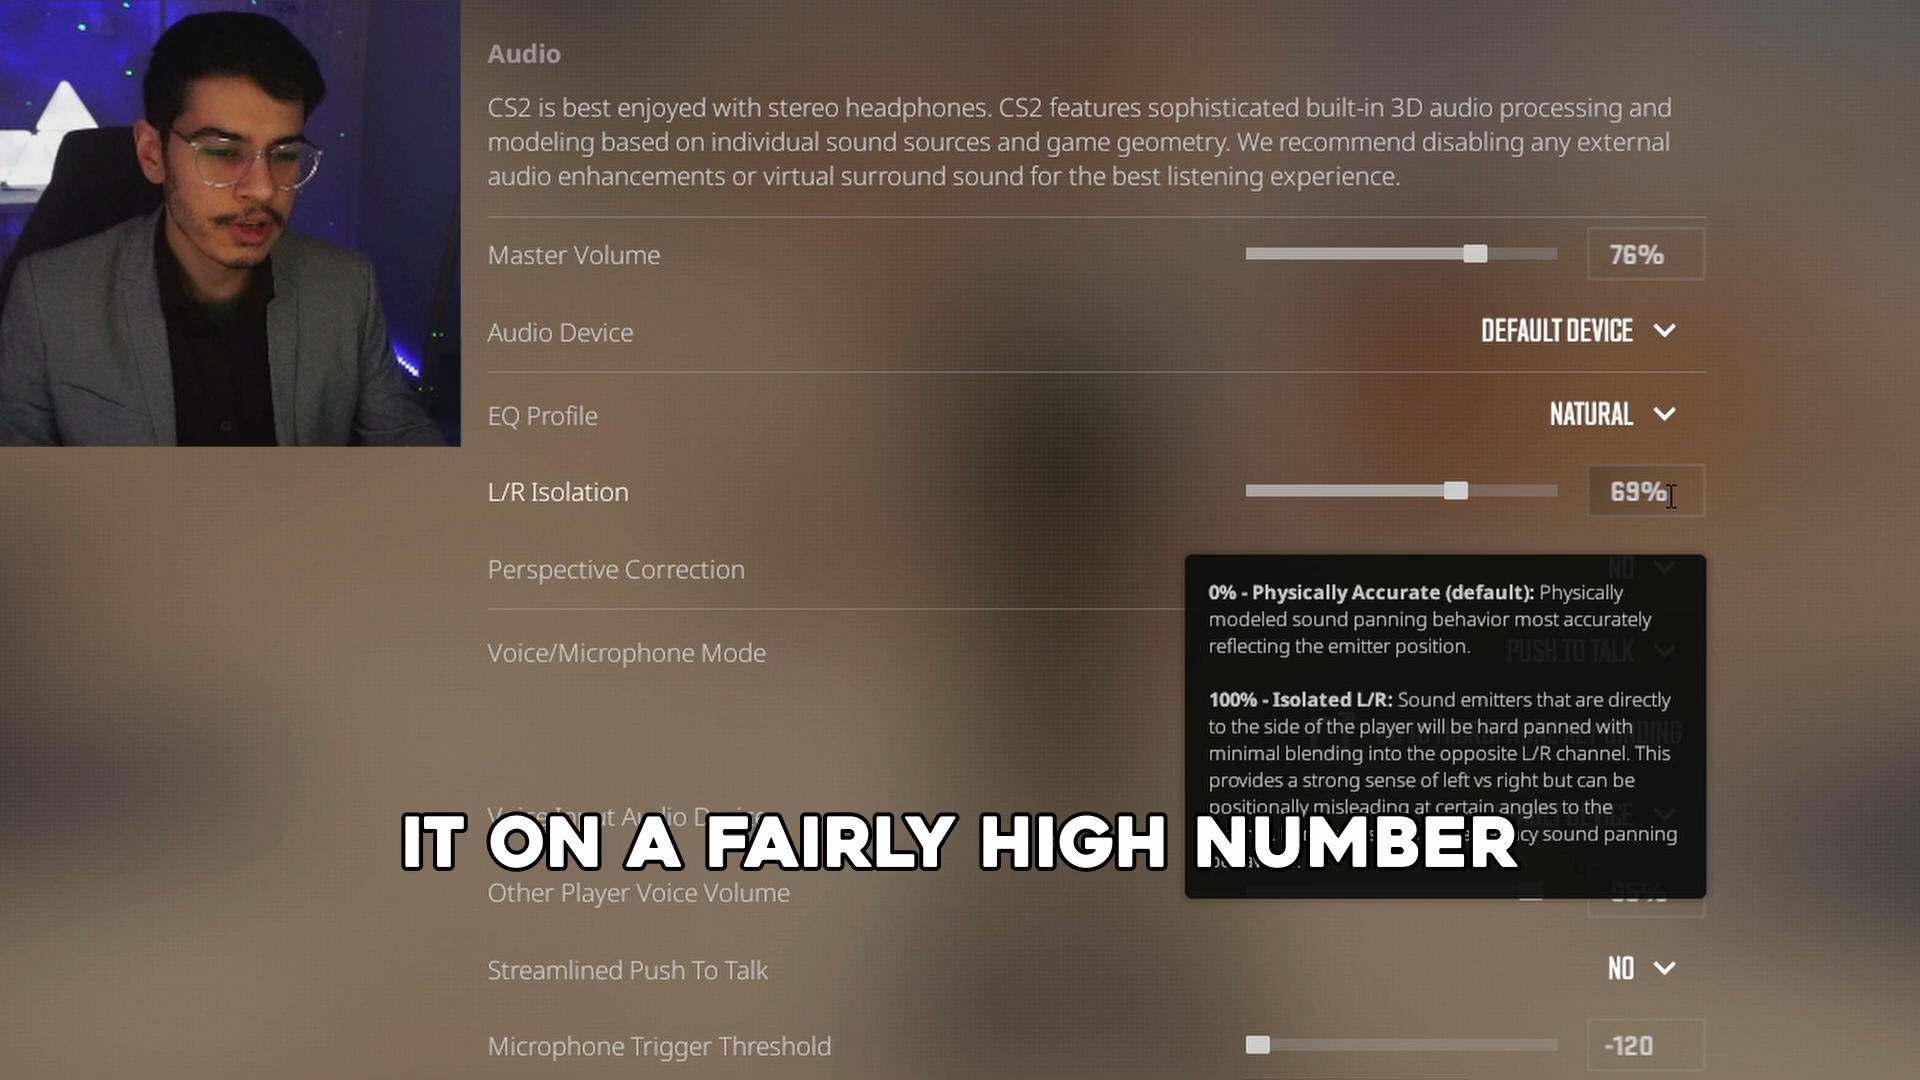 Audio
CS2 is best enjoyed with stereo headphones. CS2 features sophisticated built-in 3D audio processing and
modeling based on individual sound sources and game geometry. We recommend disabling any external
audio enhancements or virtual surround sound for the best listening experience.
Master Volume 76%
Audio Device DEFAULT DEVICE
EQ Profile NATURAL
L/R Isolation 69%
Perspective Correction NO
0% - Physically Accurate (default): Physically
modeled sound panning behavior most accurately
reflecting the emitter position.
Voice/Microphone Mode PUSH TO TALK
100% - Isolated L/R: Sound emitters that are directly
to the side of the player will be hard panned with
minimal blending into the opposite L/R channel. This
provides a strong sense of left vs right but can be
positionally misleading at certain angles to the
sound panning
IT ON A FAIRLY HIGH NUMBER
Other Player Voice Volume 95%
Streamlined Push To Talk NO
Microphone Trigger Threshold -120